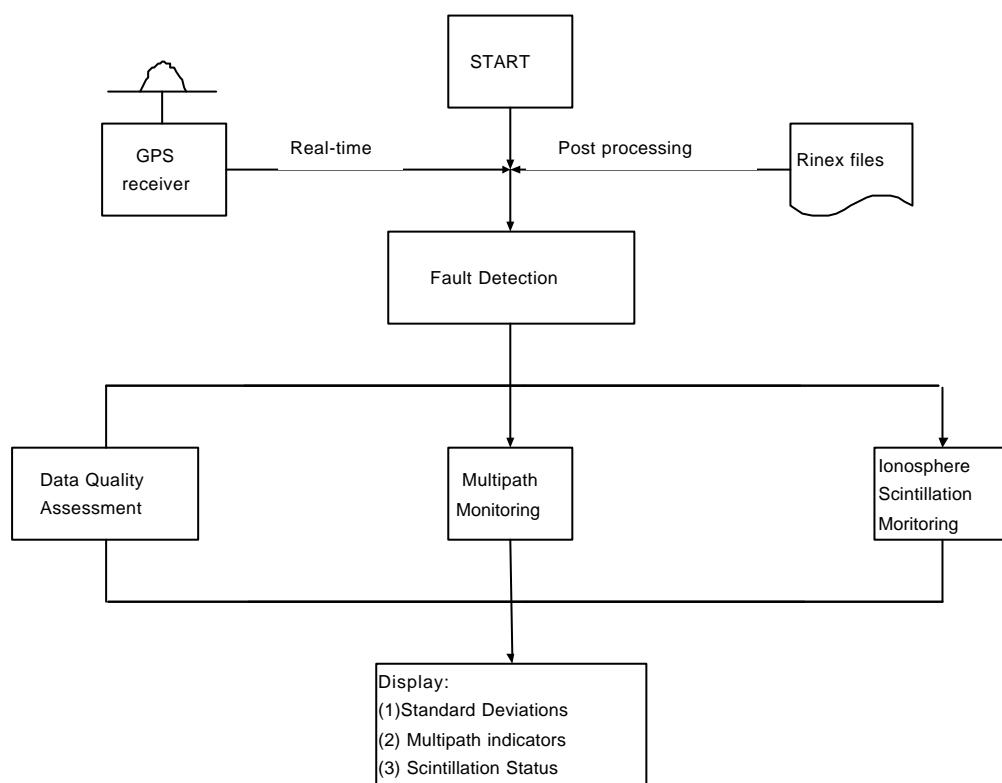 START
GPS
receiver
Real-time
Post processing
Rinex files
Fault Detection
Data Quality
Assessment
Multipath
Monitoring
Ionosphere
Scintillation
Moritoring
Display:
(1)Standard Deviations
(2) Multipath indicators
(3) Scintillation Status